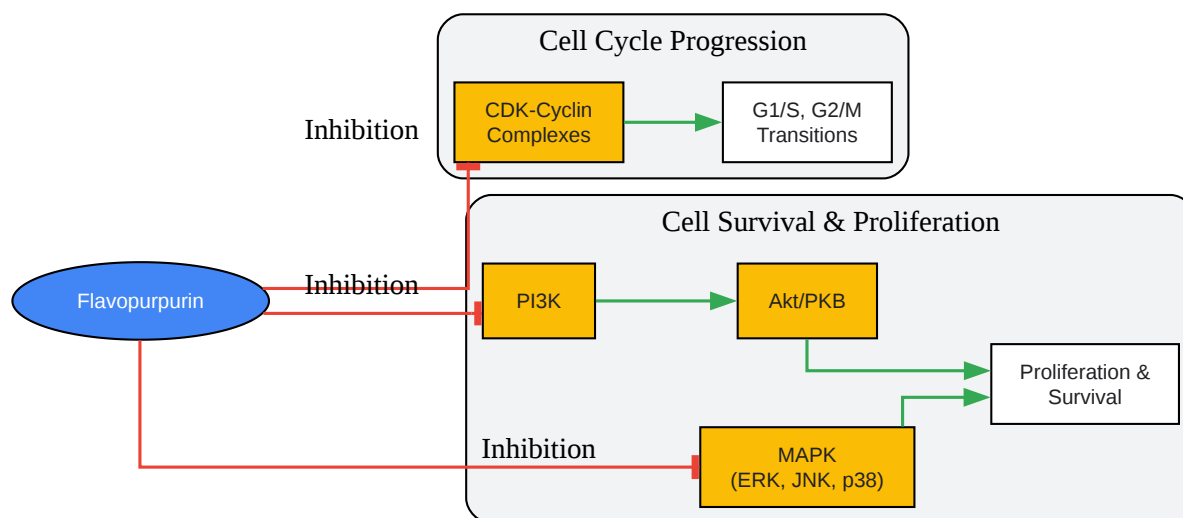 Cell Cycle Progression
CDK-Cyclin
Complexes
G1/S, G2/M
Transitions
Inhibition
Cell Survival & Proliferation
Flavopurpurin
Inhibition
PI3K
Akt/PKB
Proliferation &
Survival
Inhibition
MAPK
(ERK, JNK, p38)